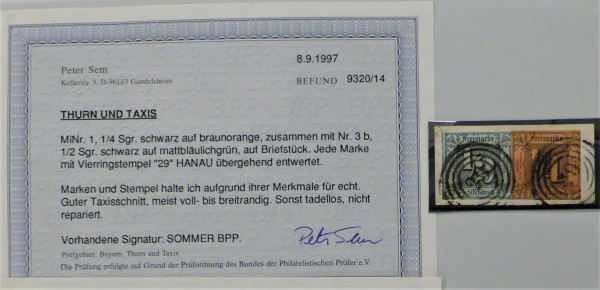 8.9.1997
Peter Sem
Kellerstr. 3, D-96163 Gundelsheim
BEFUND 9320/14
THURN UND TAXIS
MiNr. 1, 1/4 Sgr. schwarz auf braunorange, zusammen mit Nr. 3 b,
1/2 Sgr. schwarz auf mattbläulichgrün, auf Briefstück. Jede Marke
mit Vierringstempel "29" HANAU übergehend entwertet.
Marken und Stempel halte ich aufgrund ihrer Merkmale für echt.
Guter Taxisschnitt, meist voll- bis breitrandig. Sonst tadellos, nicht
repariert.
Vorhandene Signatur: SOMMER BPP.
Peter Sem
Prüfgebiet: Bayern, Thurn und Taxis
Die Prüfung erfolgte auf Grund der Prüfordnung des Bundes der Philatelistischen Prüfer e.V.
Freimarke
Freimarke